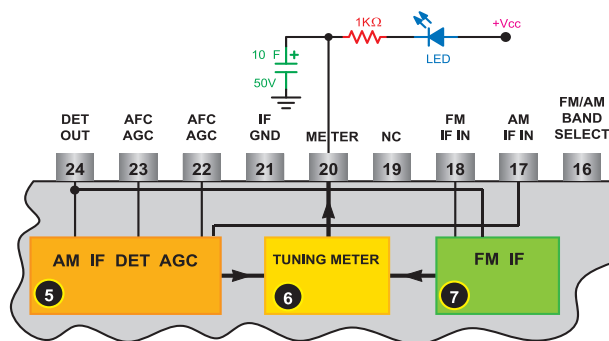 1KΩ
+Vcc
10 F +
50V
LED
DET
OUT
AFC
AGC
AFC
AGC
IF
GND
METER
NC
FM
IF IN
AM
IF IN
FM/AM
BAND
SELECT
24 23 22 21 20 19 18 17 16
AM IF DET AGC
TUNING METER
FM IF
5 6 7